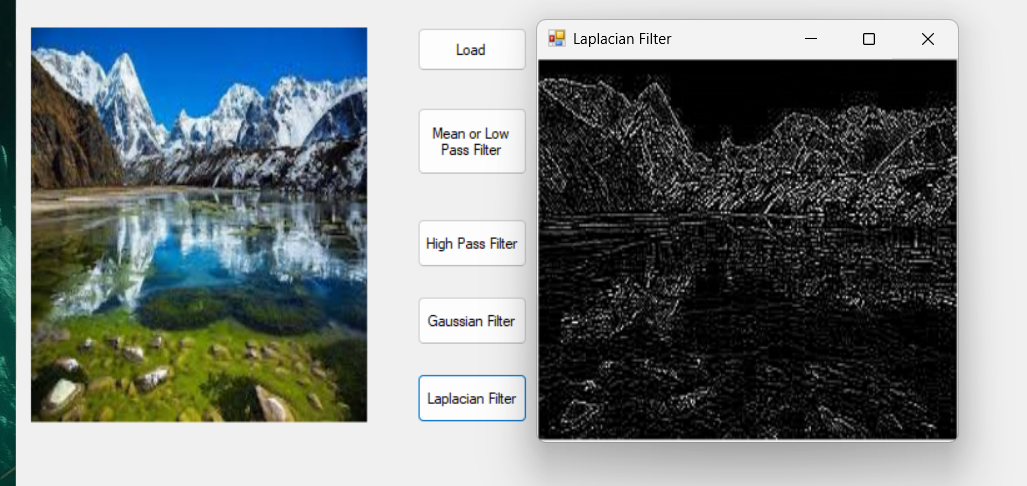 Load
Mean or Low
Pass Filter
High Pass Filter
Gaussian Filter
Laplacian Filter
Laplacian Filter